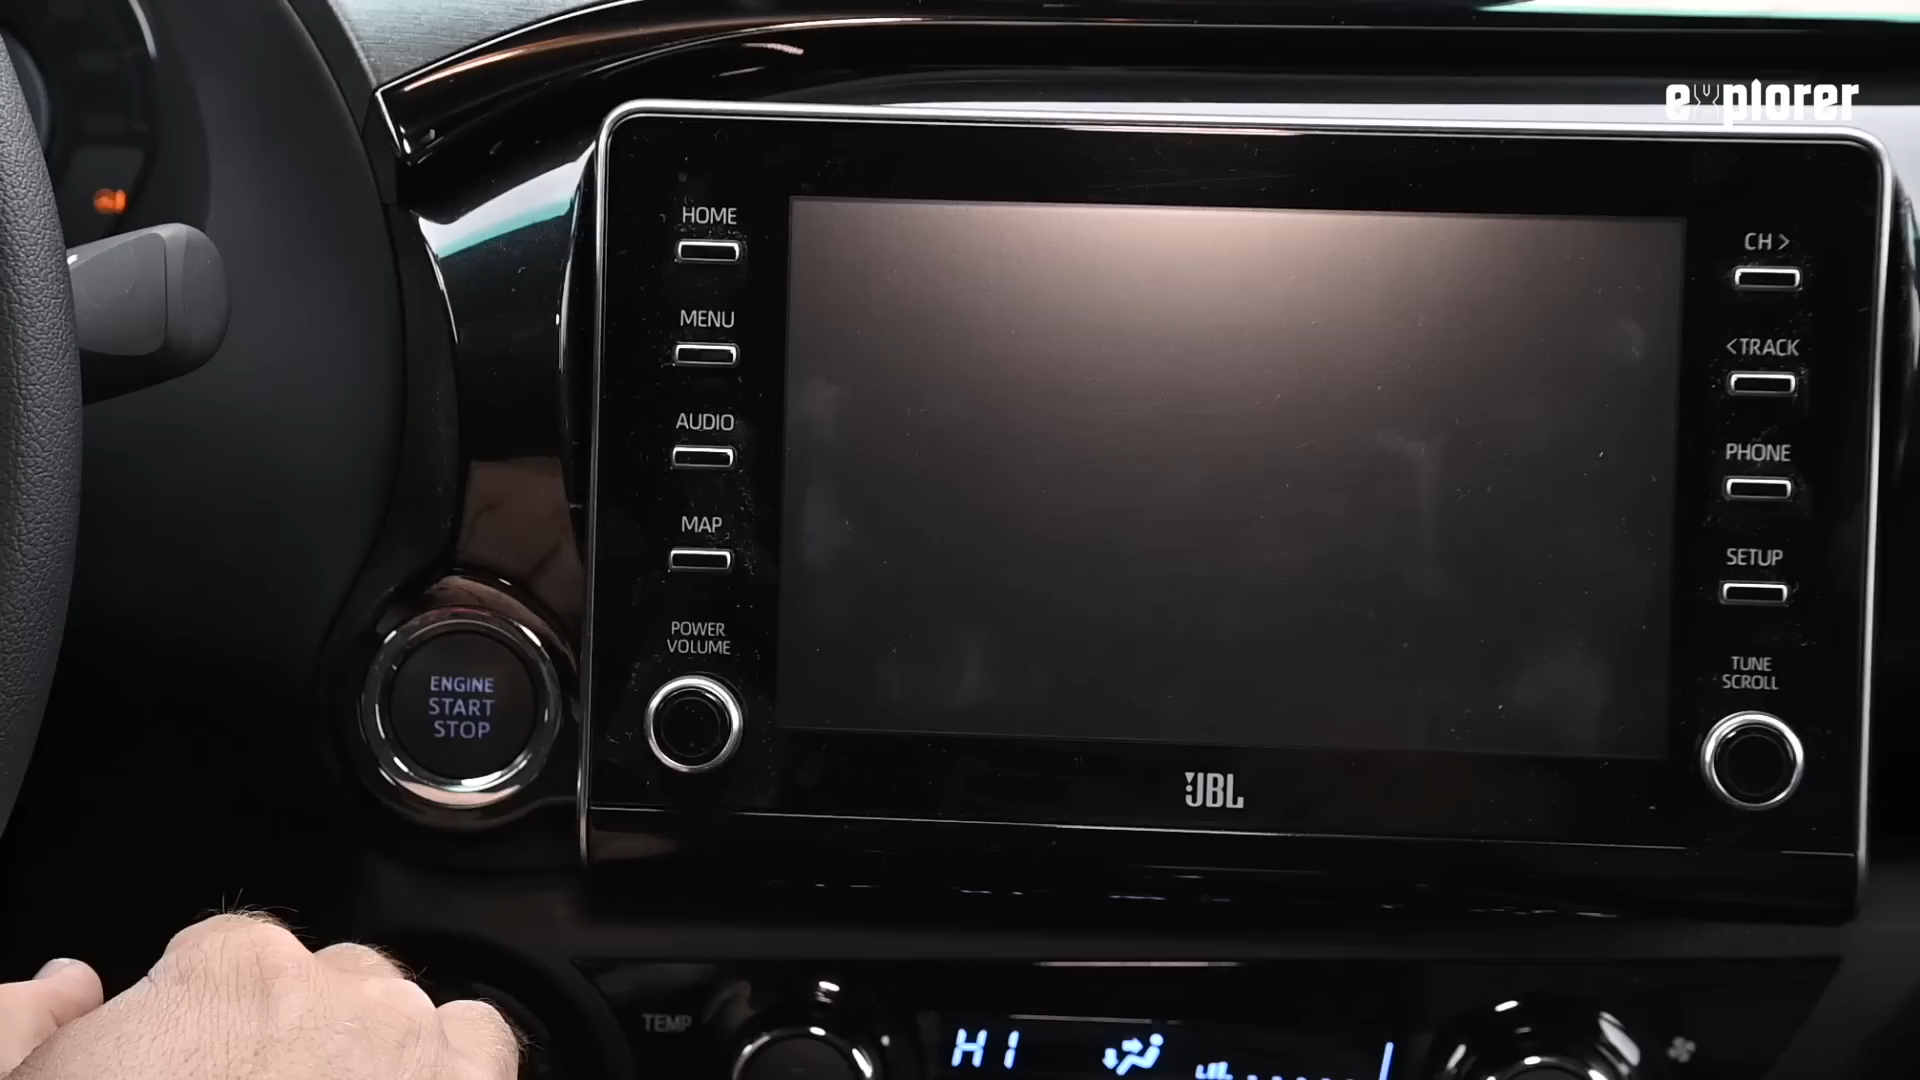 explorer
HOME
MENU
AUDIO
MAP
POWER
VOLUME
ENGINE
START
STOP
CH >
<TRACK
PHONE
SETUP
TUNE
SCROLL
JBL
TEMP
HI